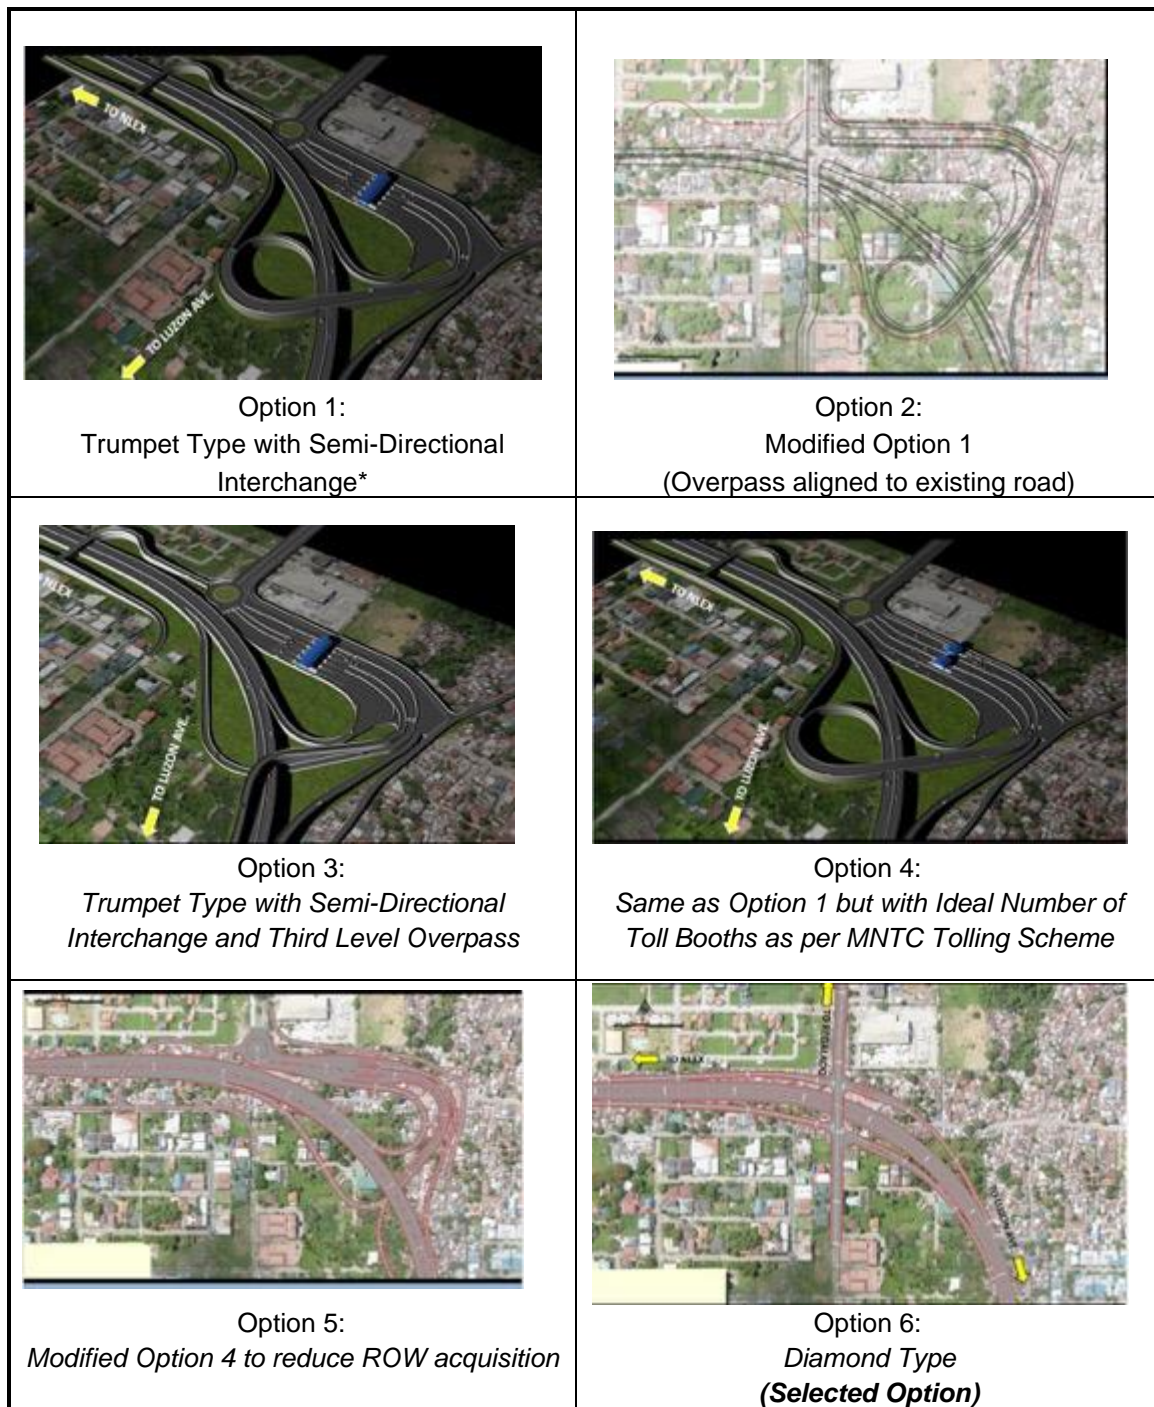 TO NLEX
TO LUZON AVE.
Option 1:
Trumpet Type with Semi-Directional
Interchange*
Option 2:
Modified Option 1
(Overpass aligned to existing road)
NLEX
TO LUZON AVE.
Option 3:
Trumpet Type with Semi-Directional
Interchange and Third Level Overpass
TO NLEX
TO LUZON AVE.
Option 4:
Same as Option 1 but with Ideal Number of
Toll Booths as per MNTC Tolling Scheme
Option 5:
Modified Option 4 to reduce ROW acquisition
TO NLEX
Option 6:
Diamond Type
(Selected Option)